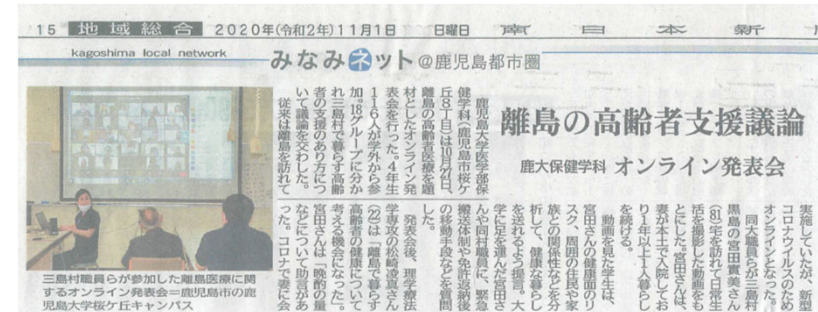 15 地域総合 2020年(令和2年)11月1日 日曜日 南日本新
kagoshima local network
みなみネット@鹿児島都市圏
離島の高齢者支援議論
鹿大保健学科 オンライン発表会
鹿児島大学医学部保
健学科(鹿児島市桜ケ
丘8丁目)は10月22日、
離島の高齢者医療を題
材としたオンライン発
表会を行った。4年生
116人が学外から参
加。18グループに分か
れ三島村で暮らす高齢
者の支援のあり方につ
いて議論を交わした。
従来は離島を訪れて
実施していたが、新型
コロナウイルスのため
オンラインとなった。
同大職員らが三島村
黒島の宮田實美さん
(81)宅を訪れて日常生
活を撮影した動画をも
とにした。宮田さんは、
妻が本土で入院してお
り1年以上1人暮らし
を続ける。
動画を見た学生は、
宮田さんの健康面のリ
スク、周囲の住民や家
族との関係性などを分
析して、健康な暮らし
を送れるよう提言。大
学に足を運んだ宮田さ
んや同村職員に、緊急
搬送体制や免許返納後
の移動手段などを質問
した。
発表会後、理学療法
学専攻の松崎凌真さん
(22)は「離島で暮らす
高齢者の健康について
考える機会になった」。
宮田さんは「晩酌の量
などについて助言があ
った。コロナで妻に会
三島村職員らが参加した離島医療に関
するオンライン発表会＝鹿児島市の鹿
児島大学桜ケ丘キャンパス